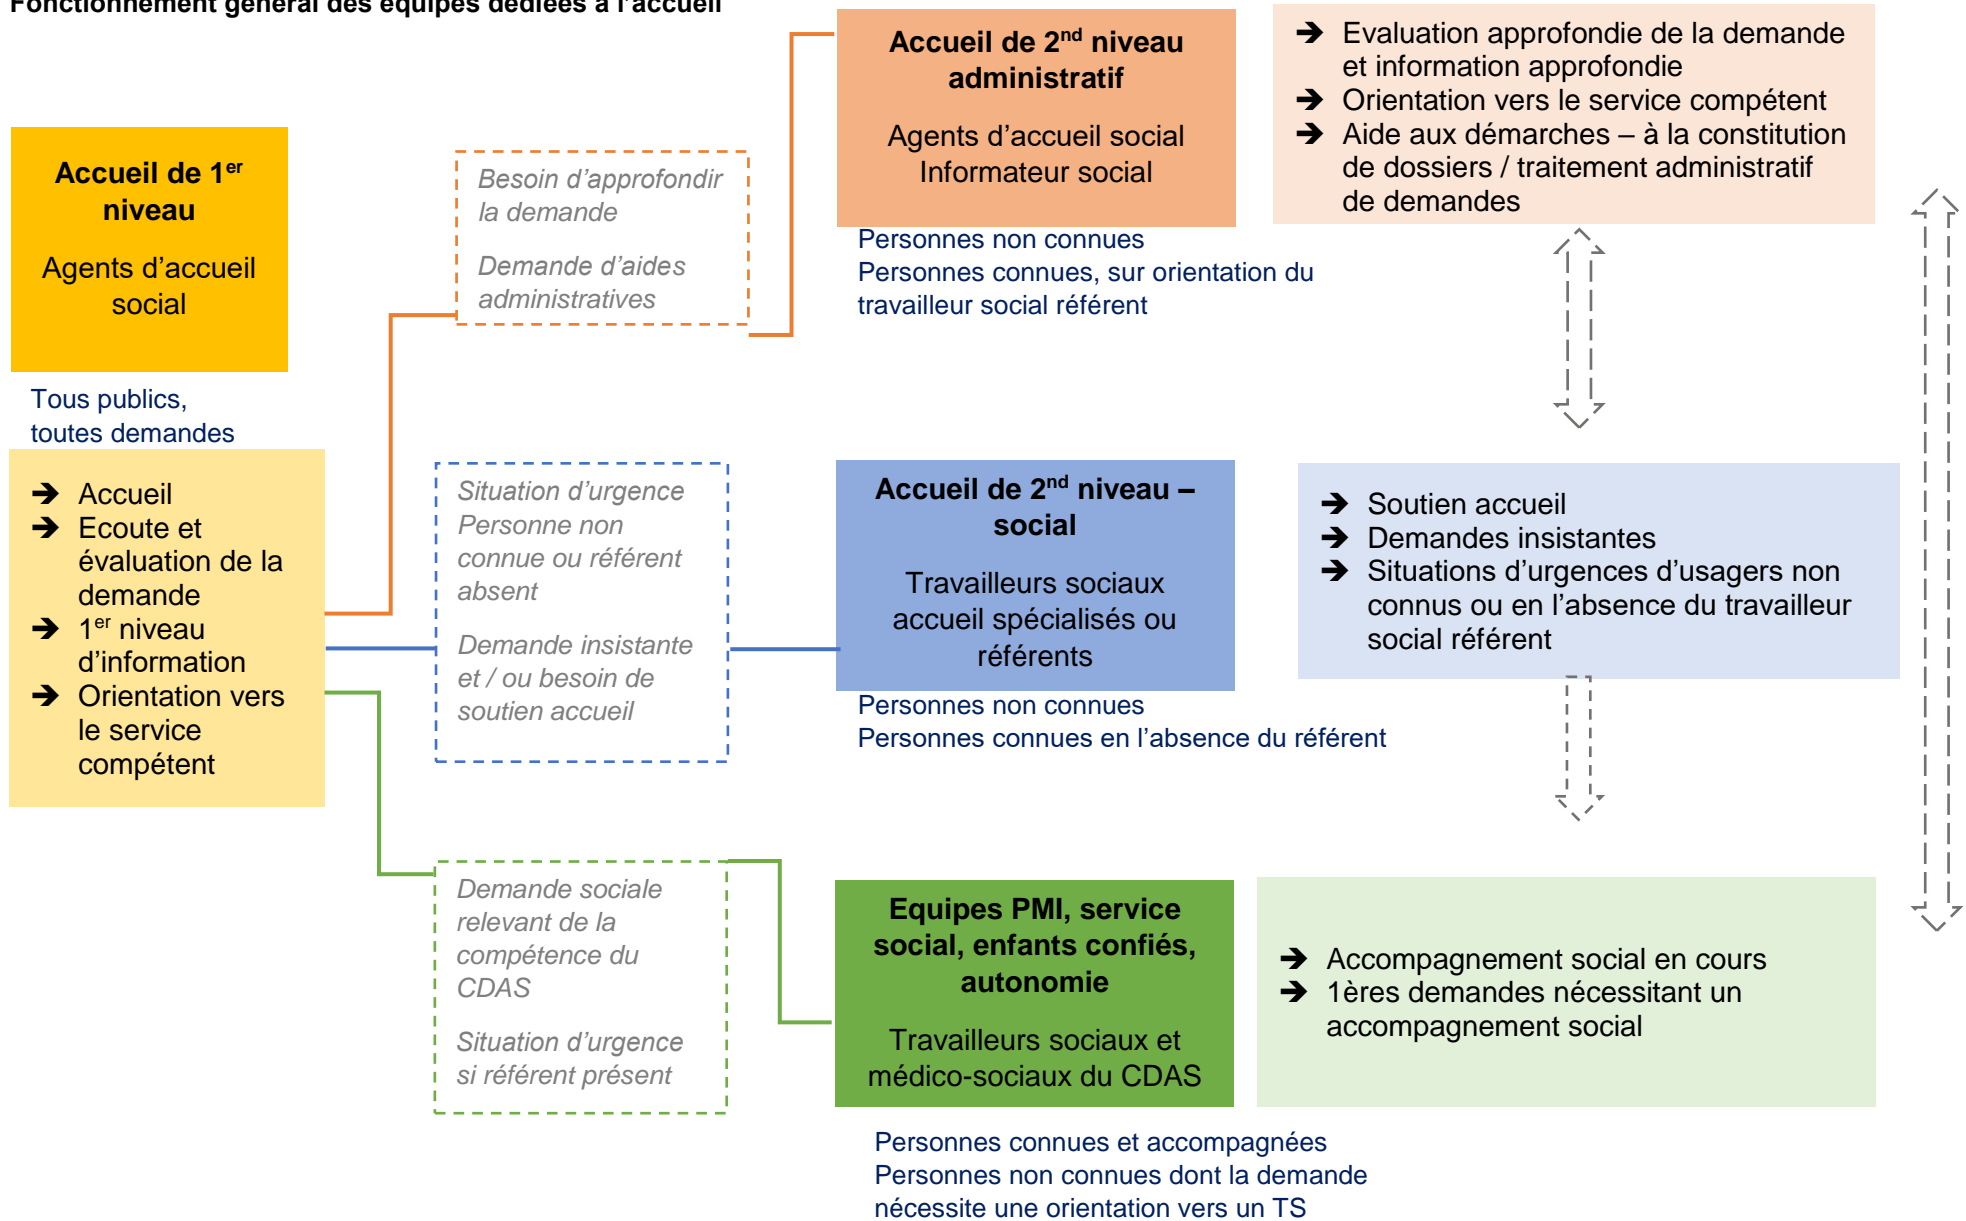 Fonctionnement général des équipes dédiées à l'accueil
Accueil de 1er
niveau
Agents d'accueil
social
Tous publics,
toutes demandes
➔ Accueil
➔ Ecoute et
évaluation de la
demande
➔ 1er niveau
d'information
➔ Orientation vers
le service
compétent
Besoin d'approfondir
la demande
Demande d'aides
administratives
Accueil de 2nd niveau
administratif
Agents d'accueil social
Informateur social
Personnes non connues
Personnes connues, sur orientation du
travailleur social référent
➔ Evaluation approfondie de la demande
et information approfondie
➔ Orientation vers le service compétent
➔ Aide aux démarches – à la constitution
de dossiers / traitement administratif
de demandes
Situation d'urgence
Personne non
connue ou référent
absent
Demande insistante
et / ou besoin de
soutien accueil
Accueil de 2nd niveau –
social
Travailleurs sociaux
accueil spécialisés ou
référents
Personnes non connues
Personnes connues en l'absence du référent
➔ Soutien accueil
➔ Demandes insistantes
➔ Situations d'urgences d'usagers non
connus ou en l'absence du travailleur
social référent
Demande sociale
relevant de la
compétence du
CDAS
Situation d'urgence
si référent présent
Equipes PMI, service
social, enfants confiés,
autonomie
Travailleurs sociaux et
médico-sociaux du CDAS
Personnes connues et accompagnées
Personnes non connues dont la demande
nécessite une orientation vers un TS
➔ Accompagnement social en cours
➔ 1ères demandes nécessitant un
accompagnement social